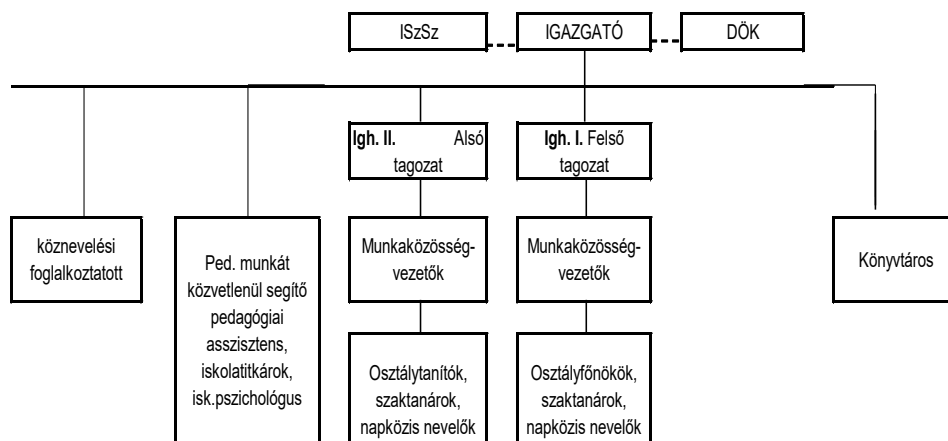 ISzSz
IGAZGATÓ
DÖK
Igh. II. Alsó
tagozat
Igh. I. Felső
tagozat
köznevelési
foglalkoztatott
Ped. munkát
közvetlenül segítő
pedagógiai
asszisztens,
iskolatitkárok,
isk.pszichológus
Munkaközösség-
vezetők
Munkaközösség-
vezetők
Könyvtáros
Osztálytanítók,
szaktanárok,
napközis nevelők
Osztályfőnökök,
szaktanárok,
napközis nevelők